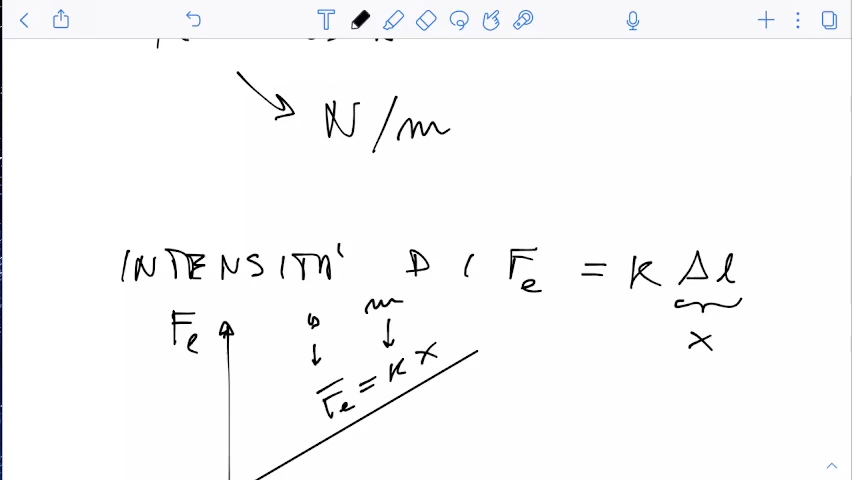 N/m
INTENSITA' DI Fe = K Δl
x
m
Fe
Fe = K x